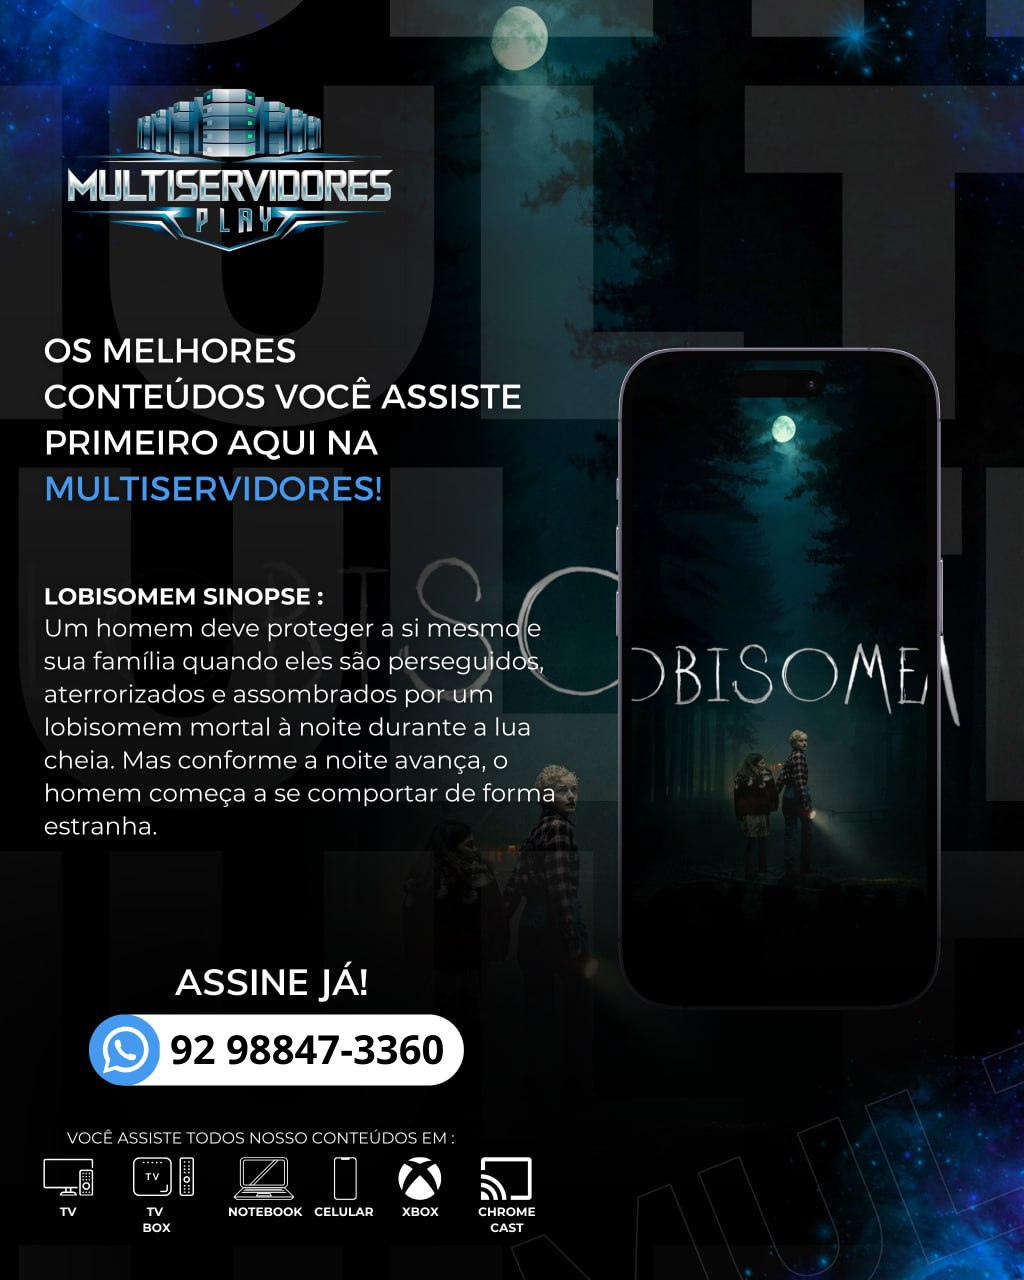 MULTISERVIDORES
PLAY
OS MELHORES
CONTEÚDOS VOCÊ ASSISTE
PRIMEIRO AQUI NA
MULTISERVIDORES!
LOBISOMEM SINOPSE :
Um homem deve proteger a si mesmo e
sua família quando eles são perseguidos,
aterrorizados e assombrados por um
lobisomem mortal à noite durante a lua
cheia. Mas conforme a noite avança, o
homem começa a se comportar de forma
estranha.
OBISOMEM
ASSINE JÁ!
92 98847-3360
VOCÊ ASSISTE TODOS NOSSO CONTEÚDOS EM :
TV
TV
BOX
NOTEBOOK
CELULAR
XBOX
CHROME
CAST
TV
MULT